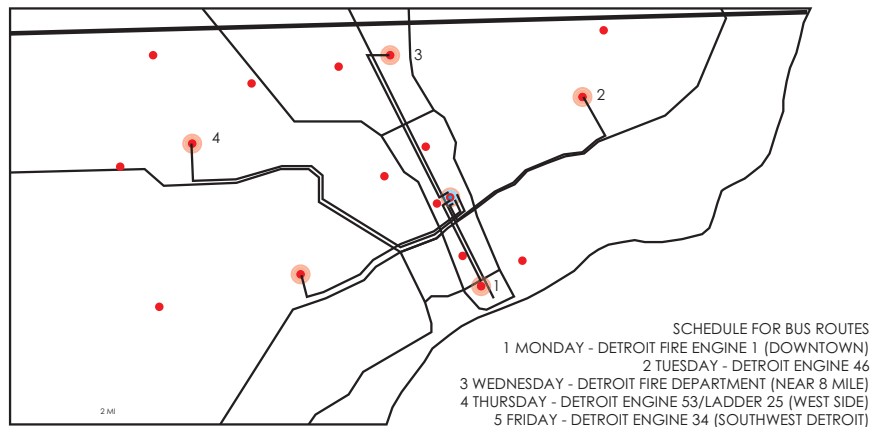 3
2
4
1
SCHEDULE FOR BUS ROUTES
1 MONDAY - DETROIT FIRE ENGINE 1 (DOWNTOWN)
2 TUESDAY - DETROIT ENGINE 46
3 WEDNESDAY - DETROIT FIRE DEPARTMENT (NEAR 8 MILE)
4 THURSDAY - DETROIT ENGINE 53/LADDER 25 (WEST SIDE)
2 MI
5 FRIDAY - DETROIT ENGINE 34 (SOUTHWEST DETROIT)